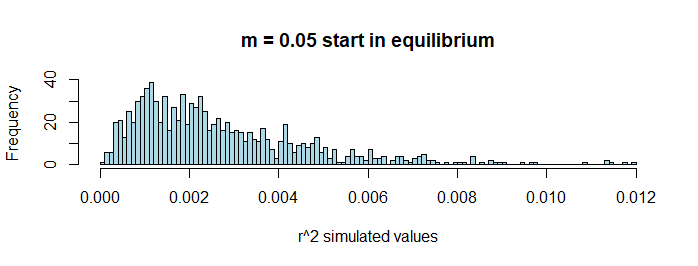 m = 0.05 start in equilibrium
Frequency
40
20
0
0.000 0.002 0.004 0.006 0.008 0.010 0.012
r^2 simulated values